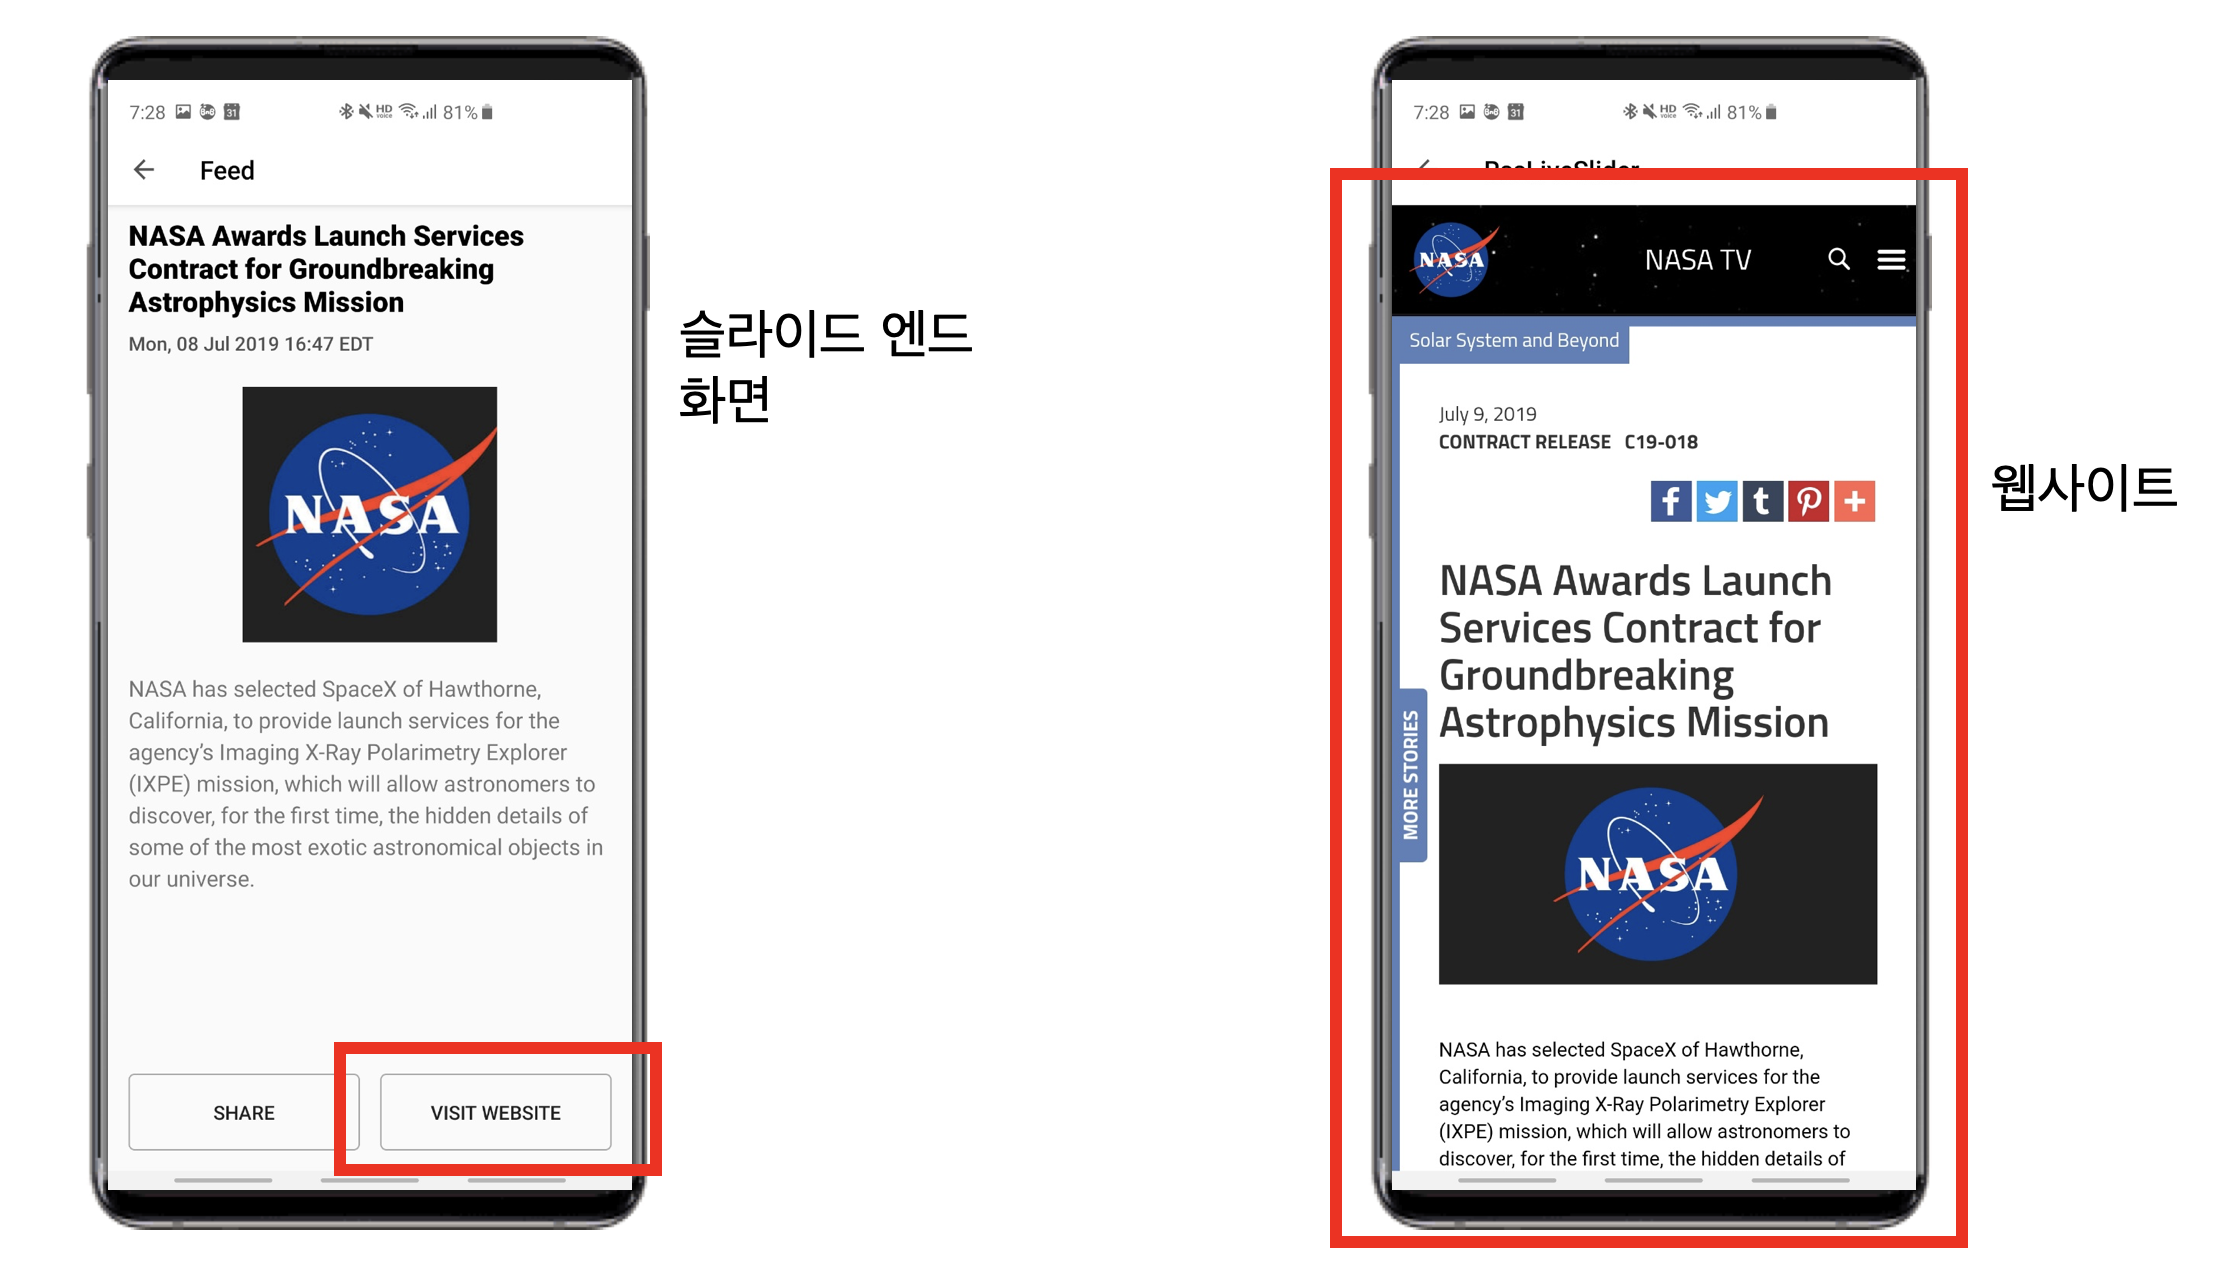 7:28
31
HD voice
81%
Feed
NASA Awards Launch Services
Contract for Groundbreaking
Astrophysics Mission
Mon, 08 Jul 2019 16:47 EDT
NASA
NASA has selected SpaceX of Hawthorne,
California, to provide launch services for the
agency's Imaging X-Ray Polarimetry Explorer
(IXPE) mission, which will allow astronomers to
discover, for the first time, the hidden details of
some of the most exotic astronomical objects in
our universe.
SHARE
VISIT WEBSITE
슬라이드 엔드
화면
7:28
31
HD voice
81%
NASA
NASA TV
Solar System and Beyond
July 9, 2019
CONTRACT RELEASE C19-018
f
t
NASA Awards Launch
Services Contract for
Groundbreaking
Astrophysics Mission
MORE STORIES
NASA
NASA has selected SpaceX of Hawthorne,
California, to provide launch services for the
agency's Imaging X-Ray Polarimetry Explorer
(IXPE) mission, which will allow astronomers to
discover, for the first time, the hidden details of
웹사이트